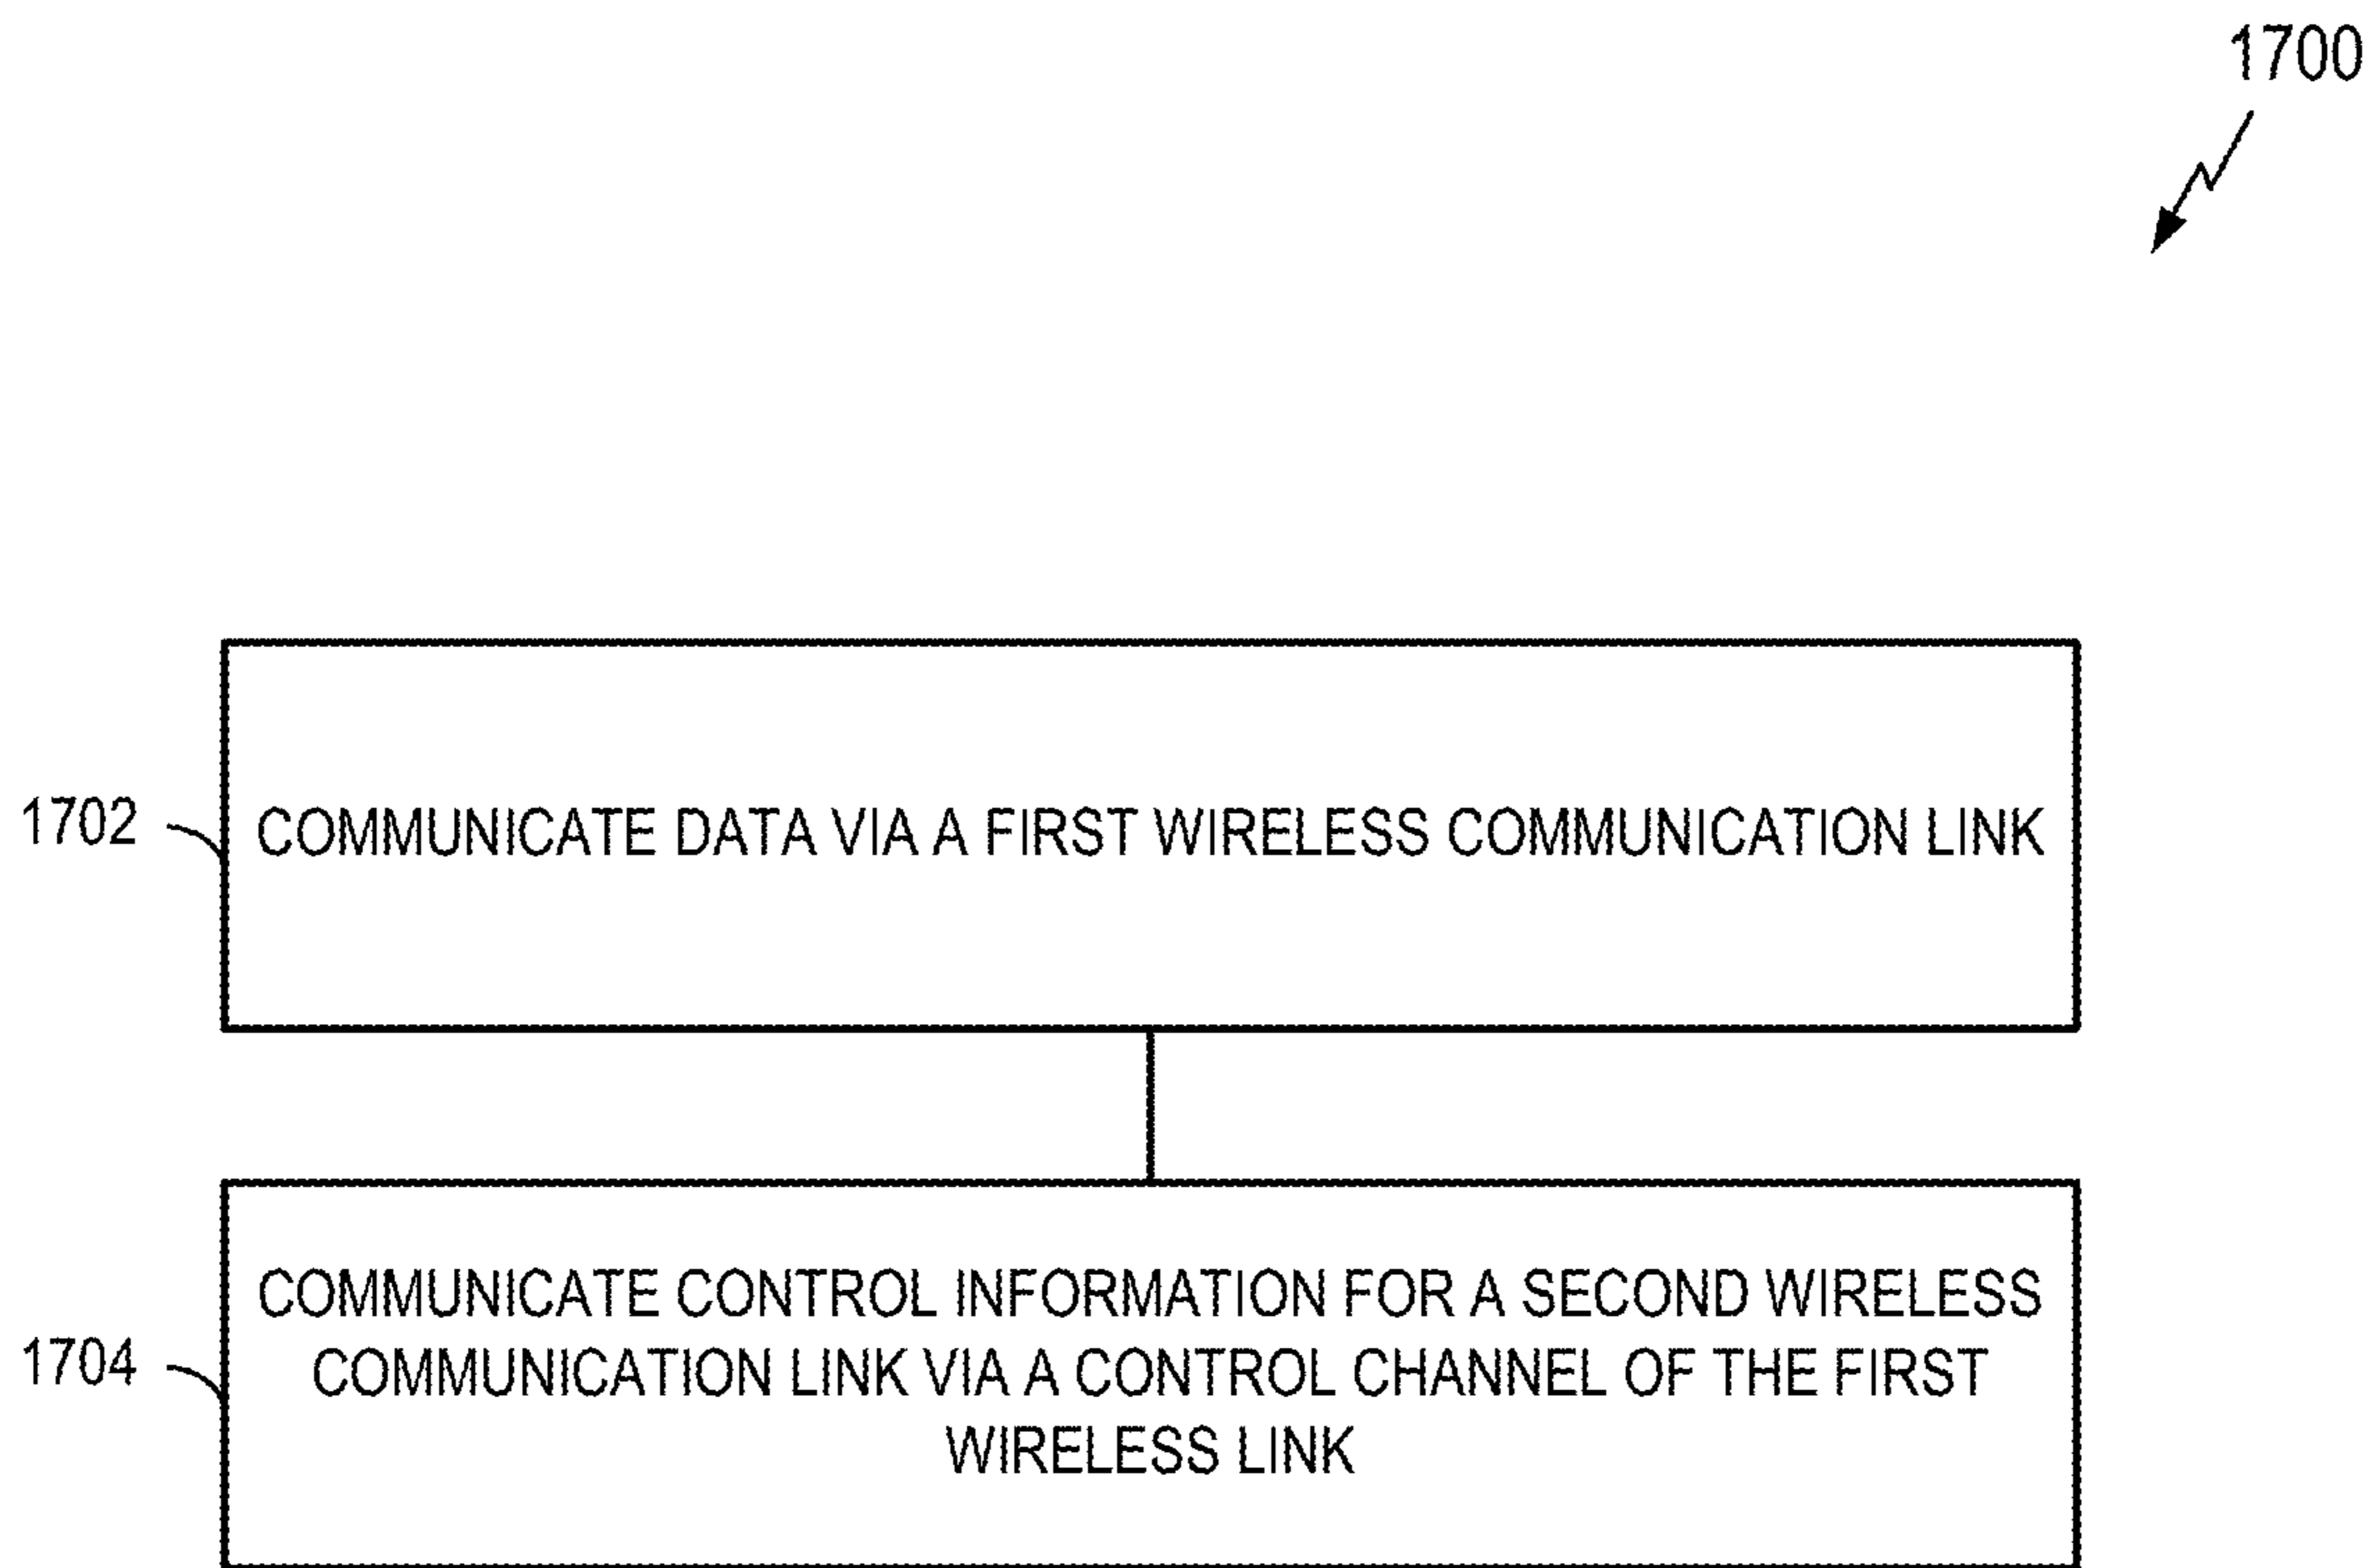 1700
1702
COMMUNICATE DATA VIA A FIRST WIRELESS COMMUNICATION LINK
1704
COMMUNICATE CONTROL INFORMATION FOR A SECOND WIRELESS
COMMUNICATION LINK VIA A CONTROL CHANNEL OF THE FIRST
WIRELESS LINK